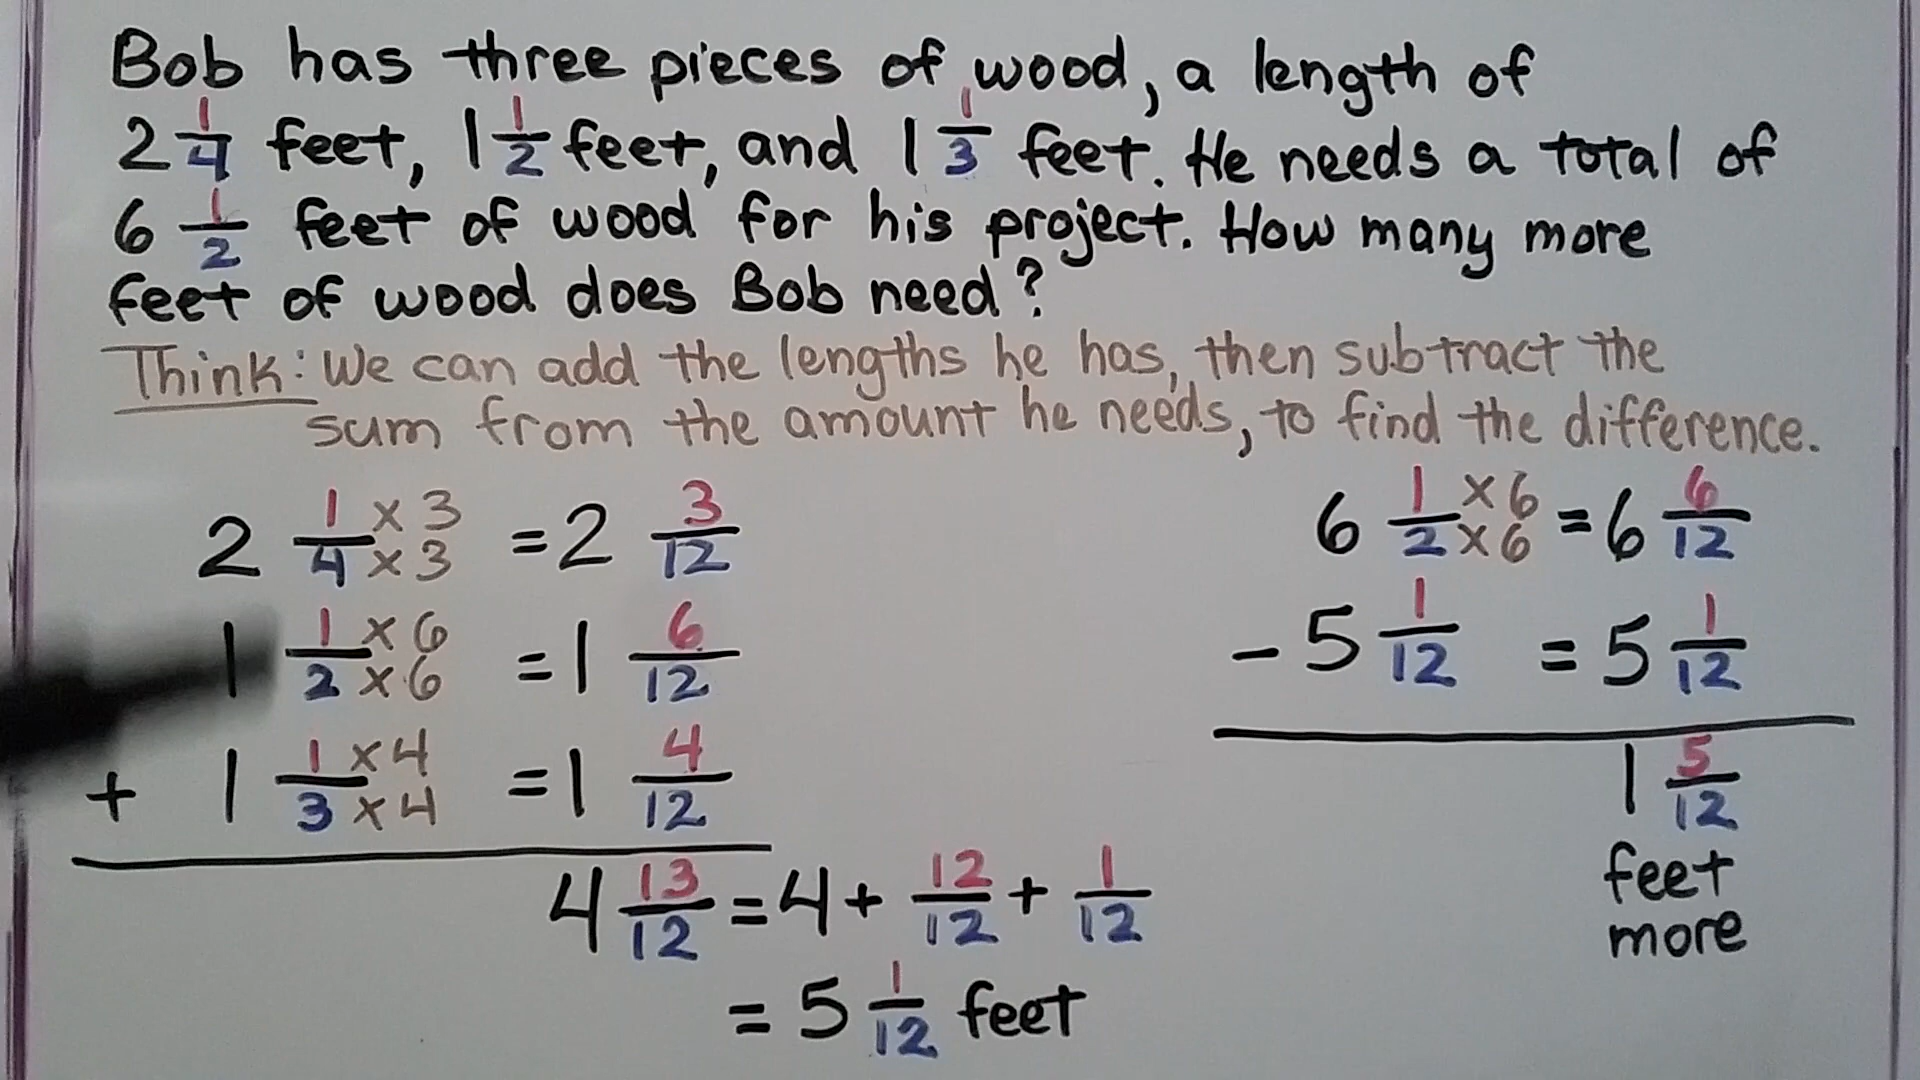 Bob has three pieces of wood, a length of
2 1/4 feet, 1 1/2 feet, and 1 1/3 feet. He needs a total of
6 1/2 feet of wood for his project. How many more
feet of wood does Bob need?
Think: We can add the lengths he has, then subtract the
sum from the amount he needs, to find the difference.
2 1/4 × 3 × 3 = 2 3/12
1 1/2 × 6 × 6 = 1 6/12
+ 1 1/3 × 4 × 4 = 1 4/12
4 13/12 = 4 + 12/12 + 1/12
= 5 1/12 feet
6 1/2 × 6 × 6 = 6 6/12
- 5 1/12 = 5 1/12
1 5/12
feet
more